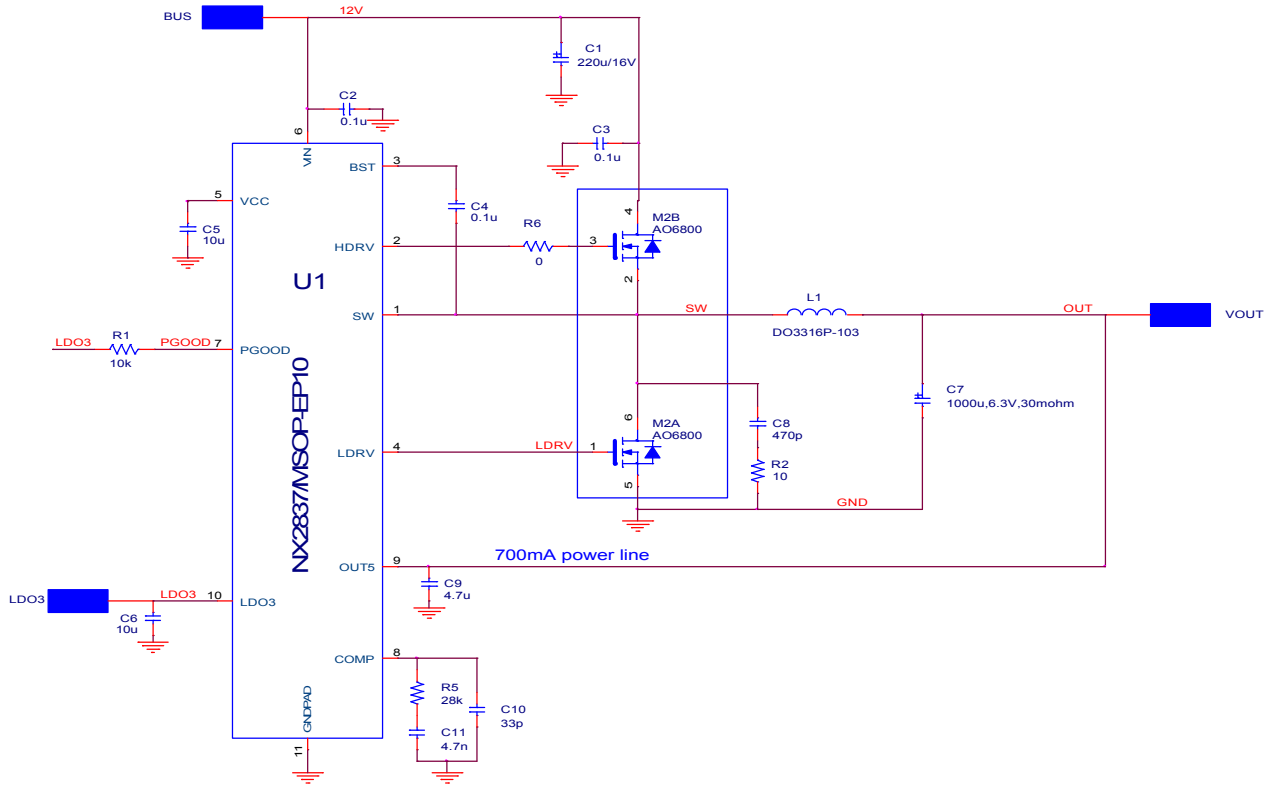 BUS
12V
C1
220u/16V
C2
0.1u
6
VIN
C3
0.1u
BST
3
5
VCC
C4
0.1u
C5
10u
R6
0
HDRV
2
3
4
M2B
AO6800
2
U1
NX2837/MSOP-EP10
SW
1
SW
L1
DO3316P-103
OUT
VOUT
LDO3
R1
10k
PGOOD
7
PGOOD
C7
1000u,6.3V,30mohm
6
M2A
AO6800
C8
470p
LDRV
4
LDRV
1
R2
10
5
GND
700mA power line
OUT5
9
C9
4.7u
LDO3
LDO3
10
LDO3
C6
10u
COMP
8
R5
28k
C10
33p
C11
4.7n
GNDPAD
11